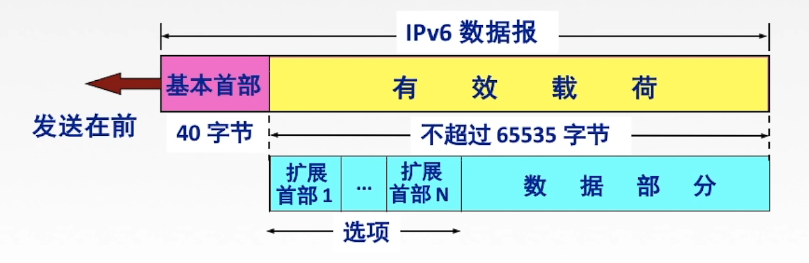 IPv6 数据报
基本首部
有效载荷
发送在前
40 字节
不超过 65535 字节
扩展
首部 1
...
扩展
首部 N
数据部分
选项